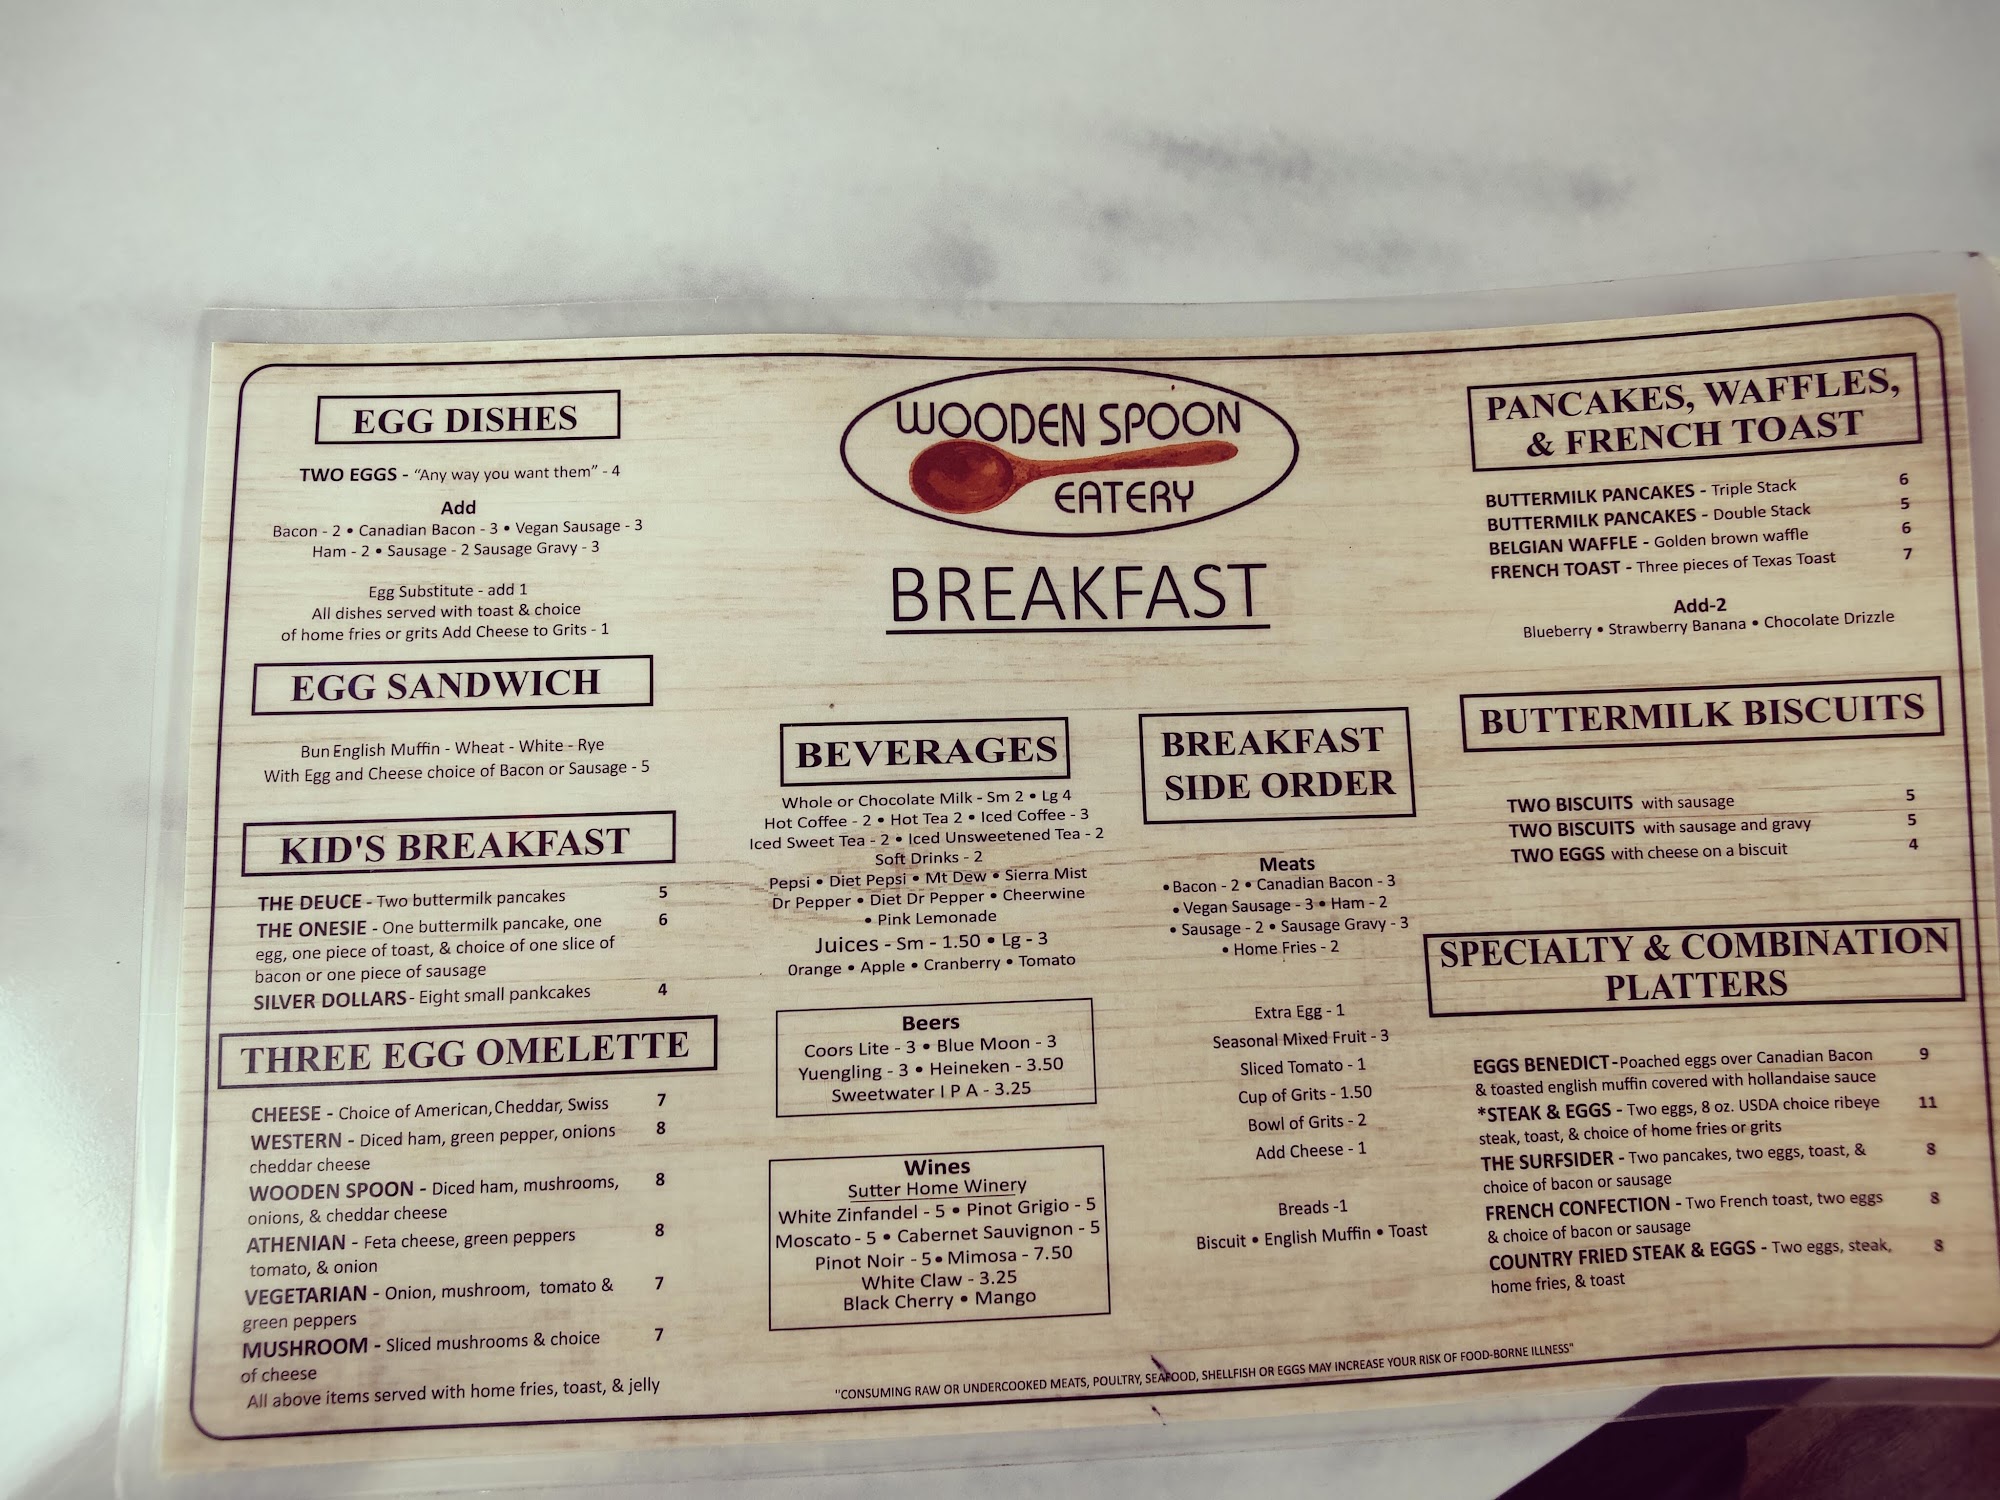 WOODEN SPOON
EATERY
BREAKFAST
EGG DISHES
TWO EGGS - "Any way you want them" - 4
Add
Bacon - 2 • Canadian Bacon - 3 • Vegan Sausage - 3
Ham - 2 • Sausage - 2 Sausage Gravy - 3
Egg Substitute - add 1
All dishes served with toast & choice
of home fries or grits Add Cheese to Grits - 1
EGG SANDWICH
Bun English Muffin - Wheat - White - Rye
With Egg and Cheese choice of Bacon or Sausage - 5
KID'S BREAKFAST
THE DEUCE - Two buttermilk pancakes 5
THE ONESIE - One buttermilk pancake, one 6
egg, one piece of toast, & choice of one slice of
bacon or one piece of sausage
SILVER DOLLARS - Eight small pankcakes 4
THREE EGG OMELETTE
CHEESE - Choice of American, Cheddar, Swiss 7
WESTERN - Diced ham, green pepper, onions 8
cheddar cheese
WOODEN SPOON - Diced ham, mushrooms, 8
onions, & cheddar cheese
ATHENIAN - Feta cheese, green peppers 8
tomato, & onion
VEGETARIAN - Onion, mushroom, tomato & 7
green peppers
MUSHROOM - Sliced mushrooms & choice 7
of cheese
All above items served with home fries, toast, & jelly
BEVERAGES
Whole or Chocolate Milk - Sm 2 • Lg 4
Hot Coffee - 2 • Hot Tea 2 • Iced Coffee - 3
Iced Sweet Tea - 2 • Iced Unsweetened Tea - 2
Soft Drinks - 2
Pepsi • Diet Pepsi • Mt Dew • Sierra Mist
Dr Pepper • Diet Dr Pepper • Cheerwine
• Pink Lemonade
Juices - Sm - 1.50 • Lg - 3
Orange • Apple • Cranberry • Tomato
Beers
Coors Lite - 3 • Blue Moon - 3
Yuengling - 3 • Heineken - 3.50
Sweetwater I P A - 3.25
Wines
Sutter Home Winery
White Zinfandel - 5 • Pinot Grigio - 5
Moscato - 5 • Cabernet Sauvignon - 5
Pinot Noir - 5 • Mimosa - 7.50
White Claw - 3.25
Black Cherry • Mango
BREAKFAST
SIDE ORDER
Meats
• Bacon - 2 • Canadian Bacon - 3
• Vegan Sausage - 3 • Ham - 2
• Sausage - 2 • Sausage Gravy - 3
• Home Fries - 2
Extra Egg - 1
Seasonal Mixed Fruit - 3
Sliced Tomato - 1
Cup of Grits - 1.50
Bowl of Grits - 2
Add Cheese - 1
Breads -1
Biscuit • English Muffin • Toast
PANCAKES, WAFFLES,
& FRENCH TOAST
BUTTERMILK PANCAKES - Triple Stack 6
BUTTERMILK PANCAKES - Double Stack 5
BELGIAN WAFFLE - Golden brown waffle 6
FRENCH TOAST - Three pieces of Texas Toast 7
Add-2
Blueberry • Strawberry Banana • Chocolate Drizzle
BUTTERMILK BISCUITS
TWO BISCUITS with sausage 5
TWO BISCUITS with sausage and gravy 5
TWO EGGS with cheese on a biscuit 4
SPECIALTY & COMBINATION
PLATTERS
EGGS BENEDICT - Poached eggs over Canadian Bacon 9
& toasted english muffin covered with hollandaise sauce
*STEAK & EGGS - Two eggs, 8 oz. USDA choice ribeye 11
steak, toast, & choice of home fries or grits
THE SURFSIDER - Two pancakes, two eggs, toast, & 8
choice of bacon or sausage
FRENCH CONFECTION - Two French toast, two eggs 8
& choice of bacon or sausage
COUNTRY FRIED STEAK & EGGS - Two eggs, steak, 8
home fries, & toast
"CONSUMING RAW OR UNDERCOOKED MEATS, POULTRY, SEAFOOD, SHELLFISH OR EGGS MAY INCREASE YOUR RISK OF FOOD-BORNE ILLNESS"